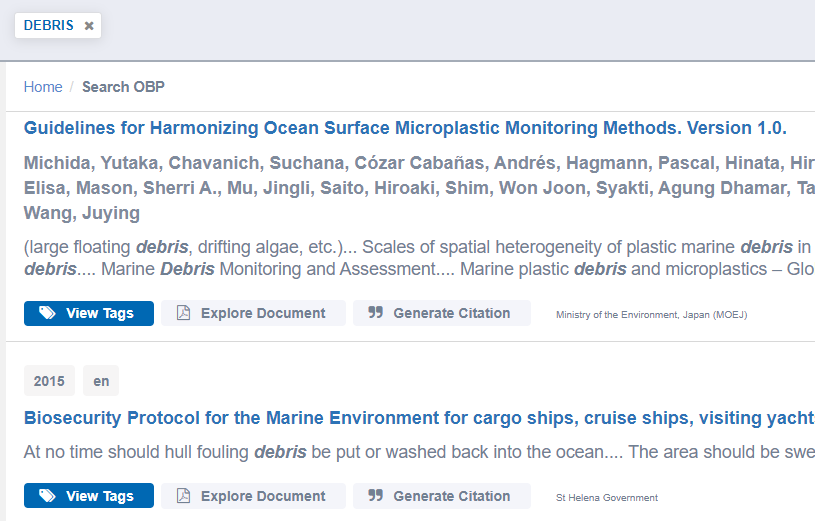 DEBRIS ✖
Home / Search OBP
Guidelines for Harmonizing Ocean Surface Microplastic Monitoring Methods. Version 1.0.
Michida, Yutaka, Chavanich, Suchana, Cózar Cabañas, Andrés, Hagmann, Pascal, Hinata, Hir
Elisa, Mason, Sherri A., Mu, Jingli, Saito, Hiroaki, Shim, Won Joon, Syakti, Agung Dhamar, Ta
Wang, Juying
(large floating debris, drifting algae, etc.)... Scales of spatial heterogeneity of plastic marine debris in
debris.... Marine Debris Monitoring and Assessment.... Marine plastic debris and microplastics – Glo
View Tags Explore Document Generate Citation Ministry of the Environment, Japan (MOEJ)
2015 en
Biosecurity Protocol for the Marine Environment for cargo ships, cruise ships, visiting yachts
At no time should hull fouling debris be put or washed back into the ocean.... The area should be swe
View Tags Explore Document Generate Citation St Helena Government